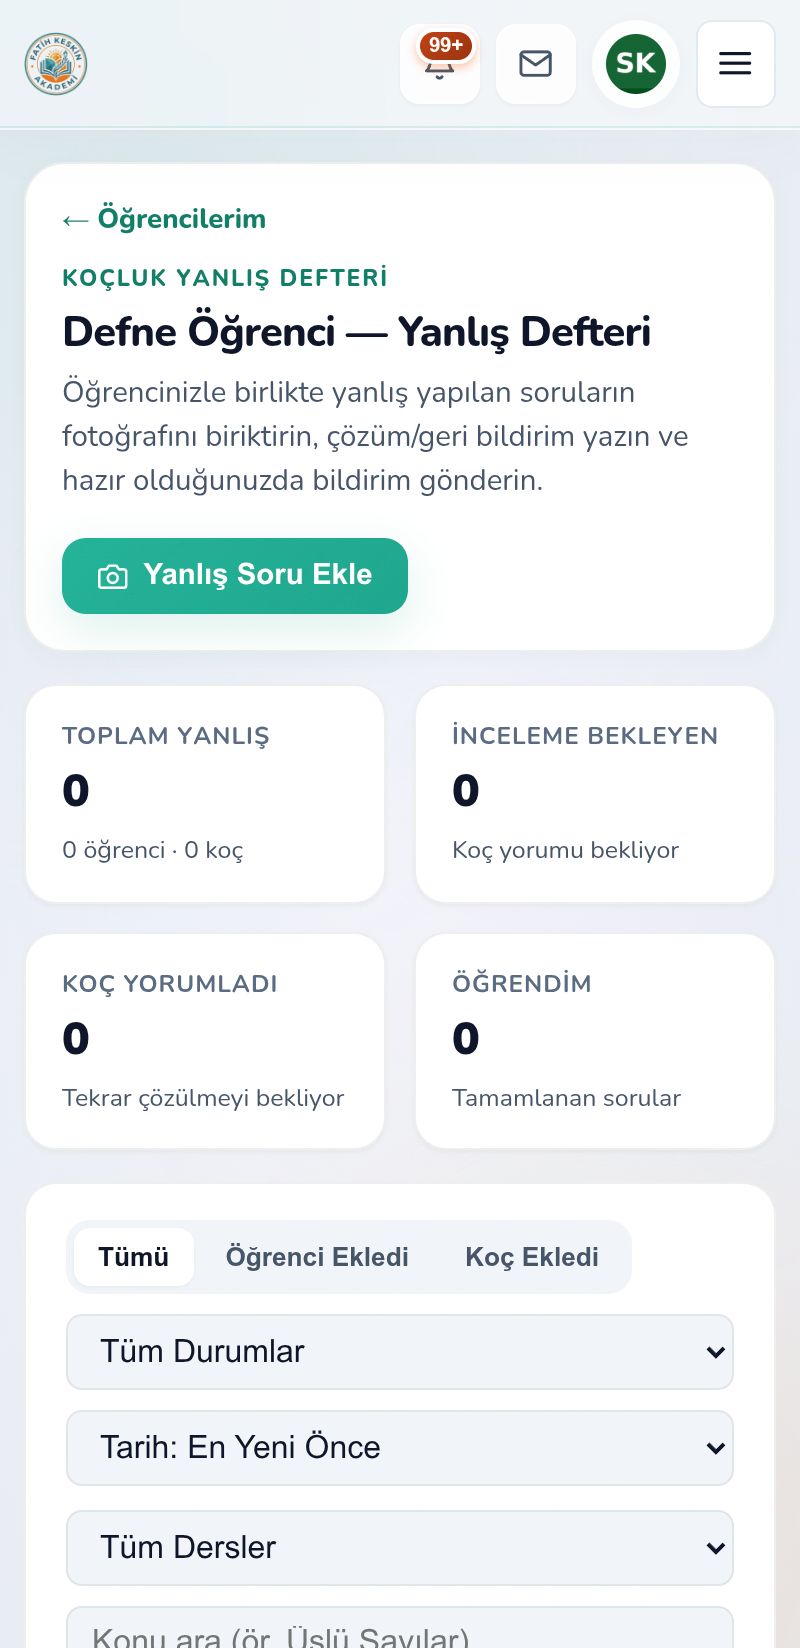 FATİH KESKİN
AKADEMİ
99+
SK
← Öğrencilerim
KOÇLUK YANLIŞ DEFTERİ
Defne Öğrenci — Yanlış Defteri
Öğrencinizle birlikte yanlış yapılan soruların
fotoğrafını biriktirin, çözüm/geri bildirim yazın ve
hazır olduğunuzda bildirim gönderin.
Yanlış Soru Ekle
TOPLAM YANLIŞ
0
0 öğrenci · 0 koç
İNCELEME BEKLEYEN
0
Koç yorumu bekliyor
KOÇ YORUMLADI
0
Tekrar çözülmeyi bekliyor
ÖĞRENDİM
0
Tamamlanan sorular
Tümü Öğrenci Ekledi Koç Ekledi
Tüm Durumlar
Tarih: En Yeni Önce
Tüm Dersler
Konu ara (ör. Üslü Sayılar)